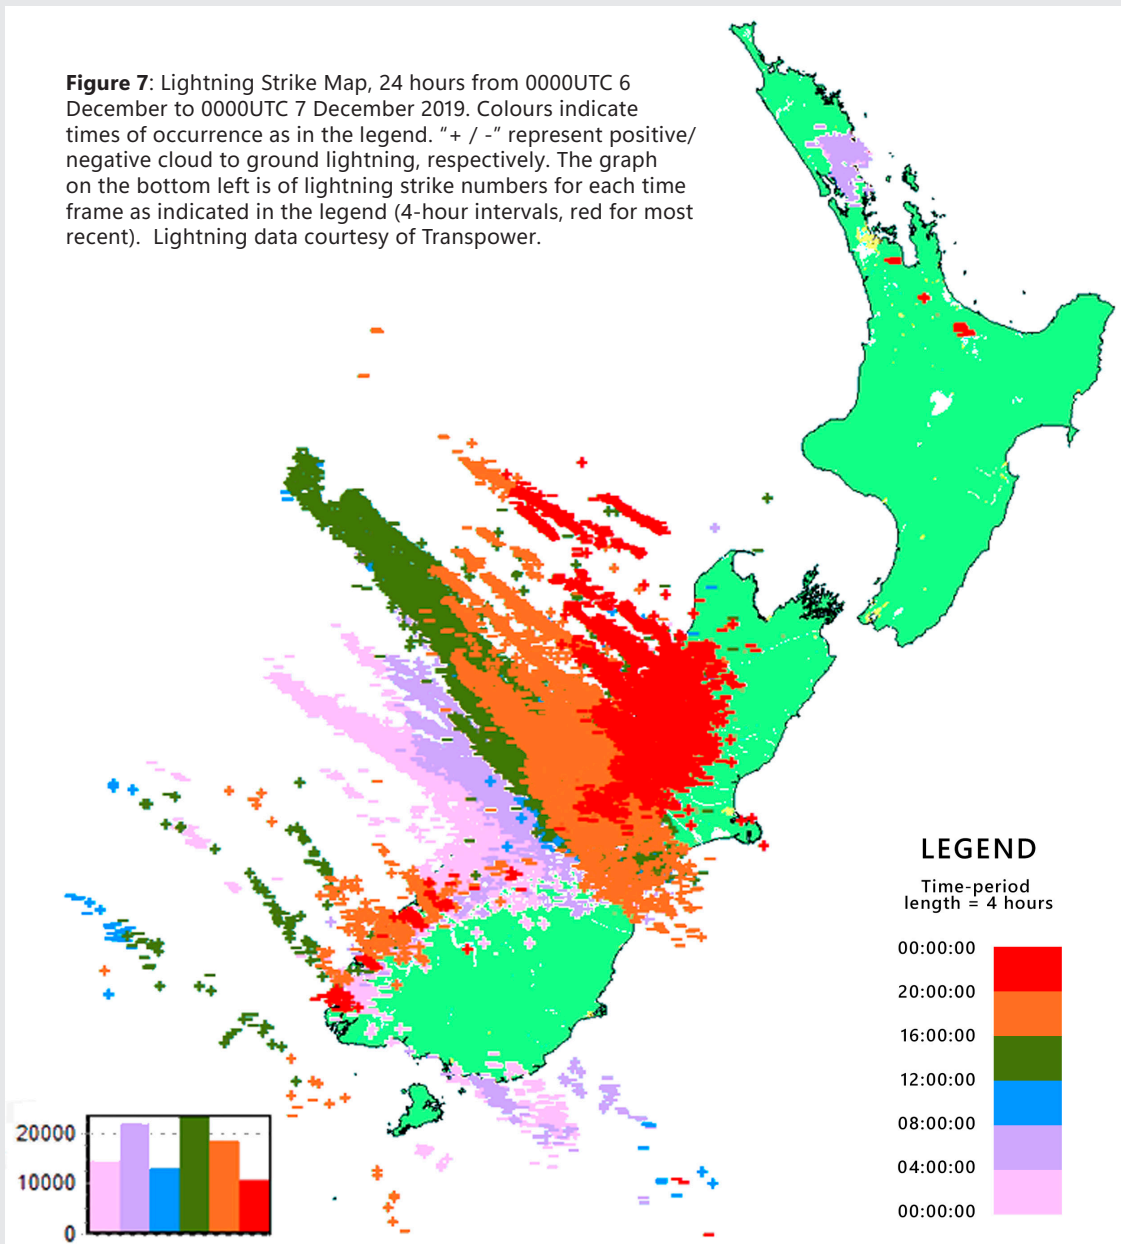 Figure 7: Lightning Strike Map, 24 hours from 0000UTC 6
December to 0000UTC 7 December 2019. Colours indicate
times of occurrence as in the legend. “+ / -” represent positive/
negative cloud to ground lightning, respectively. The graph
on the bottom left is of lightning strike numbers for each time
frame as indicated in the legend (4-hour intervals, red for most
recent).  Lightning data courtesy of Transpower.
LEGEND
Time-period
length = 4 hours
00:00:00
20:00:00
16:00:00
12:00:00
08:00:00
04:00:00
00:00:00
20000
10000
0